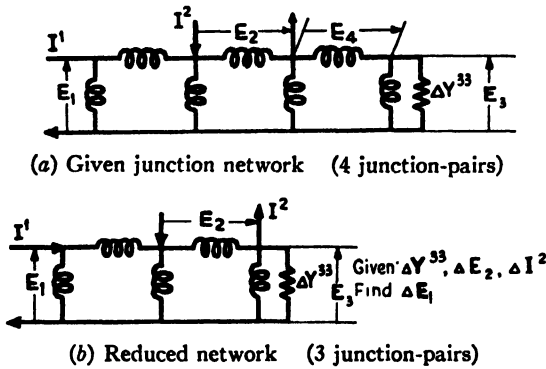 I¹ I² E₂ E₄
E₁ ΔY³³ E₃
(a) Given junction network (4 junction-pairs)
E₂ I²
I¹
E₁ ΔY³³ E₃ Given ΔY³³, ΔE₂, ΔI²
Find ΔE₁
(b) Reduced network (3 junction-pairs)